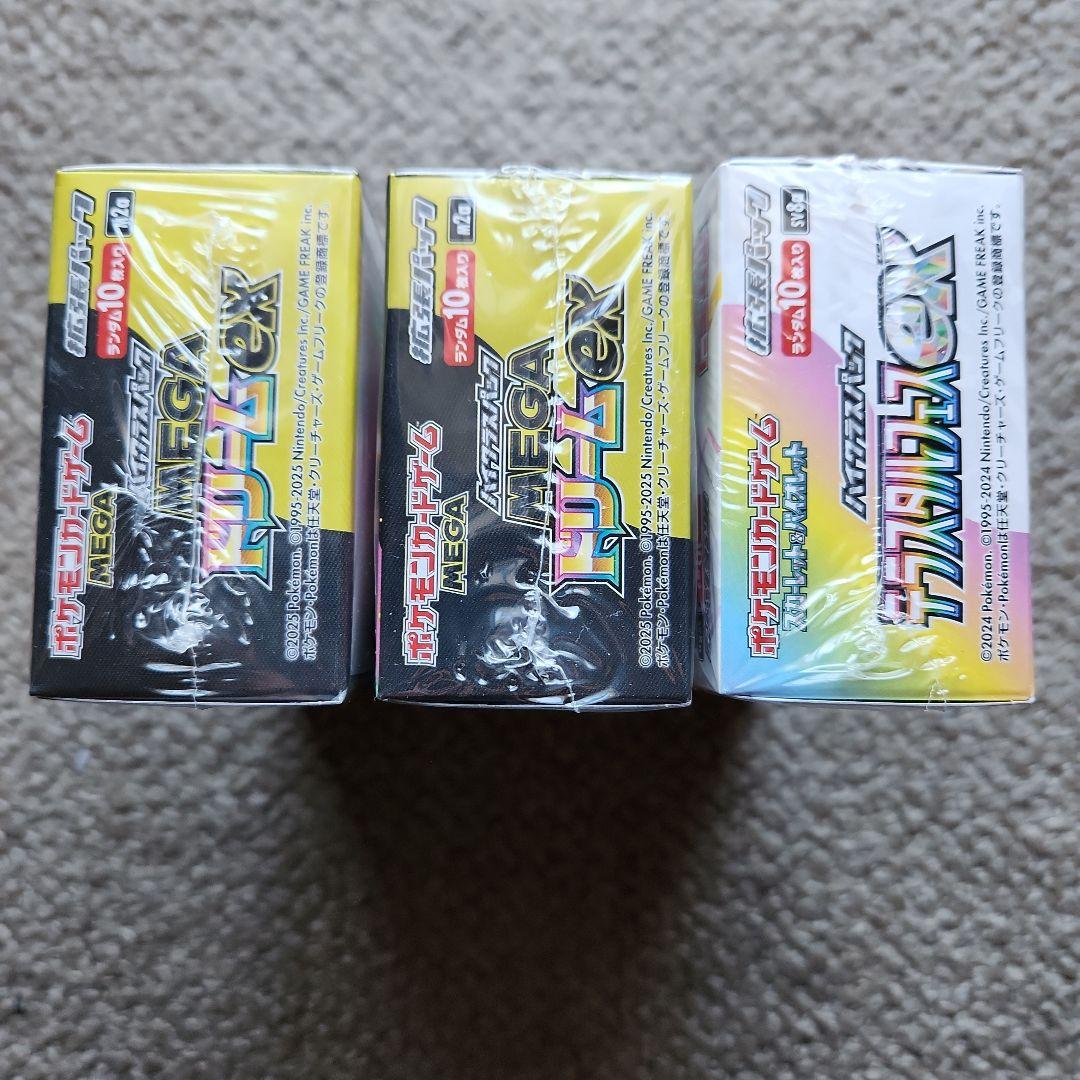 拡張パック
M2a
ランダム10枚入り
ポケモンカードゲーム
MEGA
ハイクラスパック
MEGA
ドリームex
©2025 Pokémon. ©1995-2025 Nintendo/Creatures Inc./GAME FREAK inc.
ポケモン・Pokémonは任天堂・クリーチャーズ・ゲームフリークの登録商標です。
拡張パック
M2a
ランダム10枚入り
ポケモンカードゲーム
MEGA
ハイクラスパック
MEGA
ドリームex
©2025 Pokémon. ©1995-2025 Nintendo/Creatures Inc./GAME FREAK inc.
ポケモン・Pokémonは任天堂・クリーチャーズ・ゲームフリークの登録商標です。
拡張パック
SV8a
ランダム10枚入り
ポケモンカードゲーム
スカーレット&バイオレット
ハイクラスパック
テラスタルフェスex
©2024 Pokémon. ©1995-2024 Nintendo/Creatures Inc./GAME FREAK inc.
ポケモン・Pokémonは任天堂・クリーチャーズ・ゲームフリークの登録商標です。